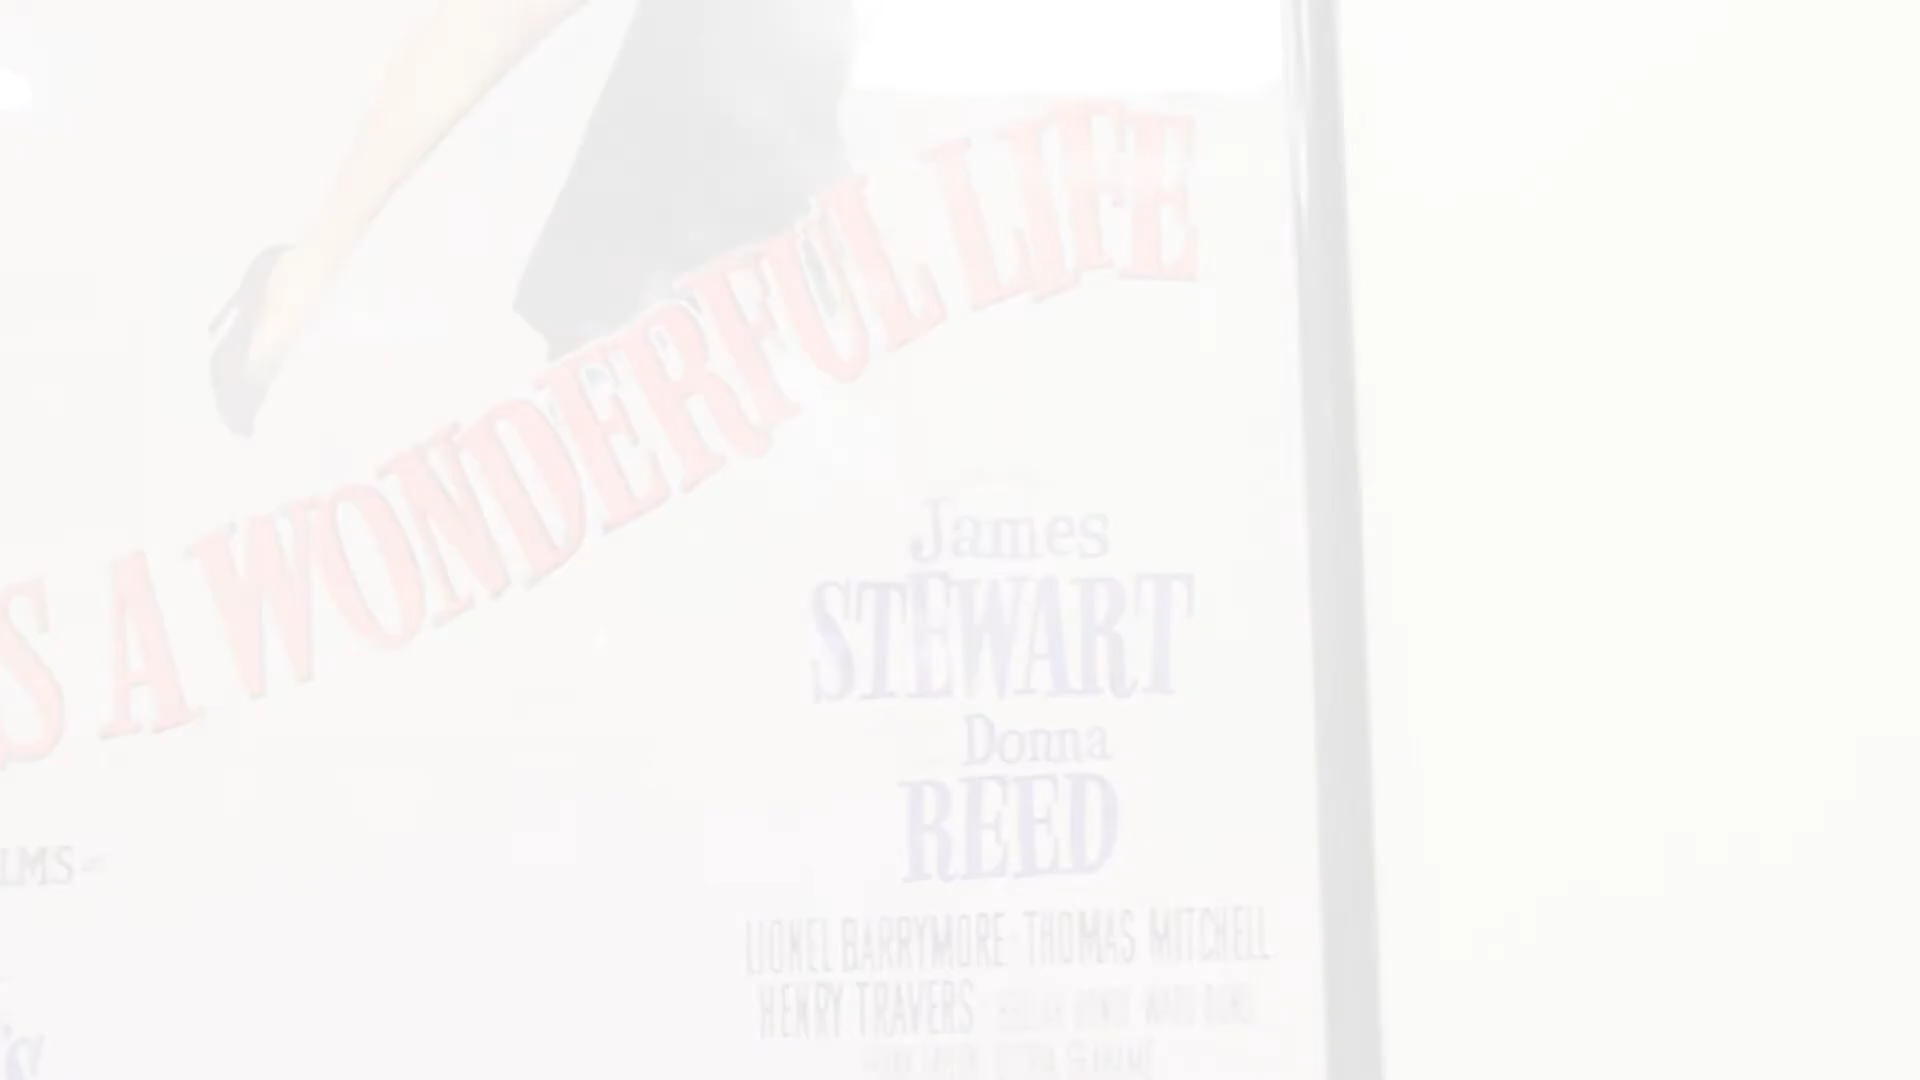 S A WONDERFUL LIFE
James
STEWART
Donna
REED
LMS-
LIONEL BARRYMORE · THOMAS MITCHELL
HENRY TRAVERS
's